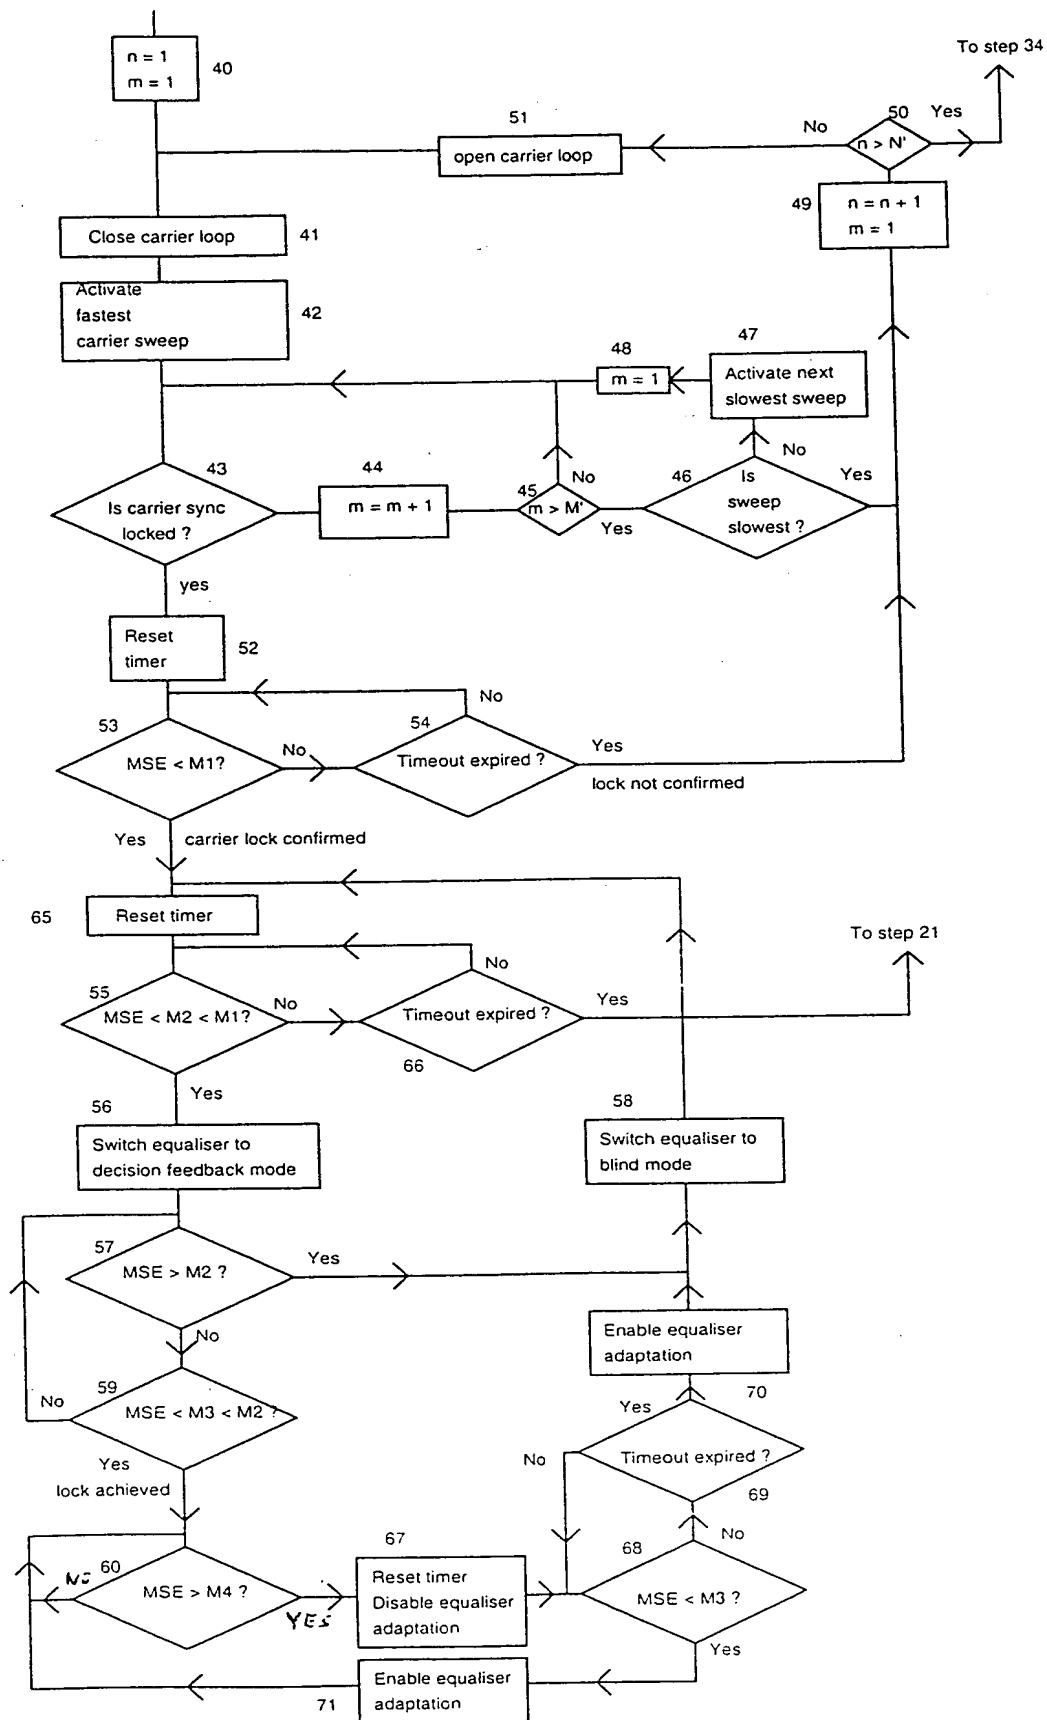 To step 34
n = 1
m = 1
40
51
50
Yes
No
open carrier loop
n > N'
49
n = n + 1
m = 1
Close carrier loop
41
Activate
fastest
carrier sweep
42
47
48
m = 1
Activate next
slowest sweep
No
43
44
45
No
46
Is
sweep
slowest ?
Yes
Is carrier sync
locked ?
m = m + 1
m > M'
Yes
yes
Reset
timer
52
No
53
54
MSE < M1?
No
Timeout expired ?
Yes
lock not confirmed
Yes
carrier lock confirmed
65
Reset timer
To step 21
No
55
MSE < M2 < M1?
No
Timeout expired ?
Yes
66
Yes
56
58
Switch equaliser to
decision feedback mode
Switch equaliser to
blind mode
57
MSE > M2 ?
Yes
No
Enable equaliser
adaptation
70
59
No
MSE < M3 < M2 ?
Yes
No
Timeout expired ?
69
Yes
lock achieved
No
67
68
NO
60
MSE > M4 ?
YES
Reset timer
Disable equaliser
adaptation
MSE < M3 ?
Yes
71
Enable equaliser
adaptation